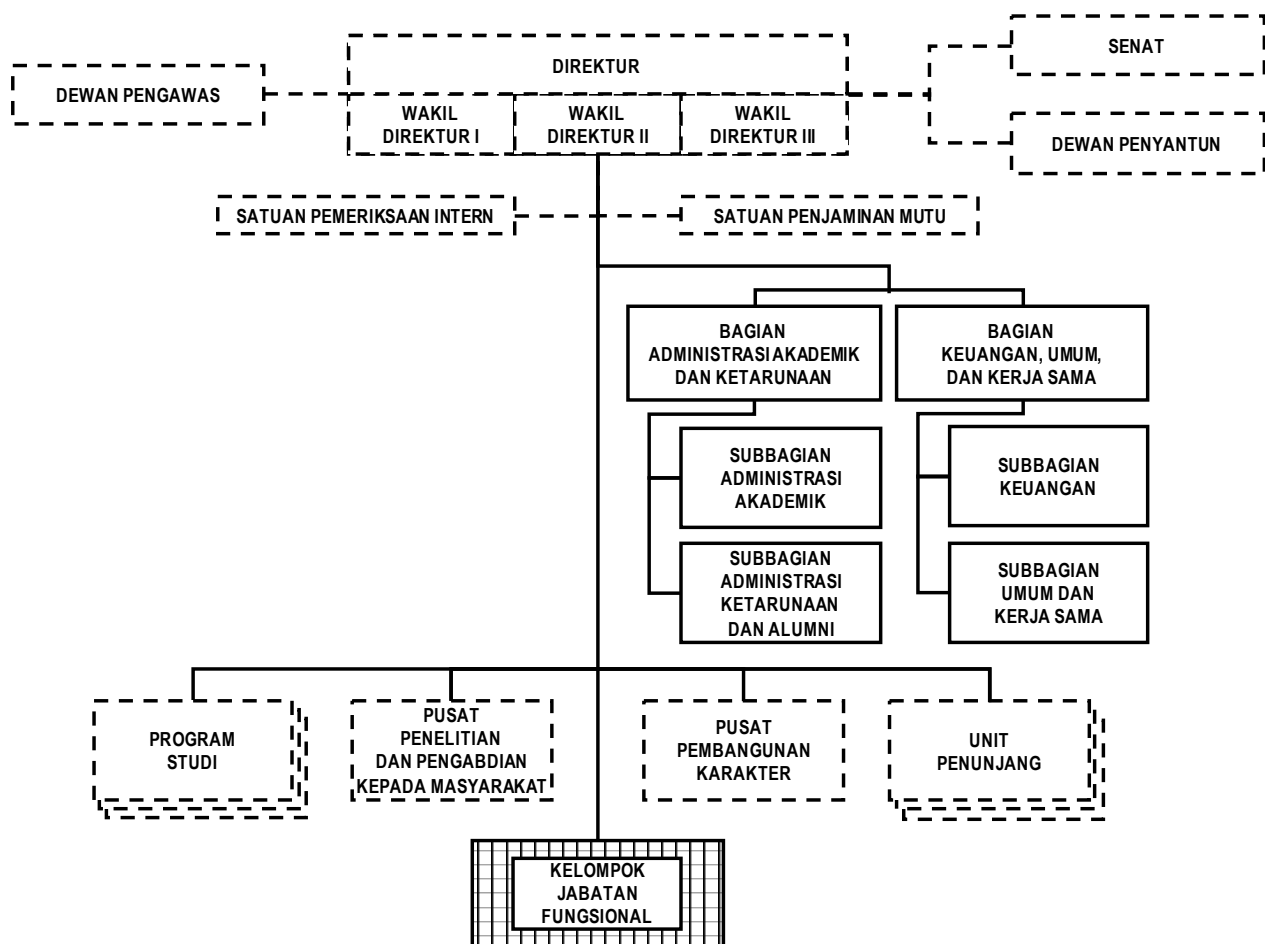 SENAT
DIREKTUR
DEWAN PENGAWAS
WAKIL
DIREKTUR I
WAKIL
DIREKTUR II
WAKIL
DIREKTUR III
DEWAN PENYANTUN
SATUAN PEMERIKSAAN INTERN
SATUAN PENJAMINAN MUTU
BAGIAN
ADMINISTRASI AKADEMIK
DAN KETARUNAAN
BAGIAN
KEUANGAN, UMUM,
DAN KERJA SAMA
SUBBAGIAN
ADMINISTRASI
AKADEMIK
SUBBAGIAN
KEUANGAN
SUBBAGIAN
ADMINISTRASI
KETARUNAAN
DAN ALUMNI
SUBBAGIAN
UMUM DAN
KERJA SAMA
PROGRAM
STUDI
PUSAT
PENELITIAN
DAN PENGABDIAN
KEPADA MASYARAKAT
PUSAT
PEMBANGUNAN
KARAKTER
UNIT
PENUNJANG
KELOMPOK
JABATAN
FUNGSIONAL